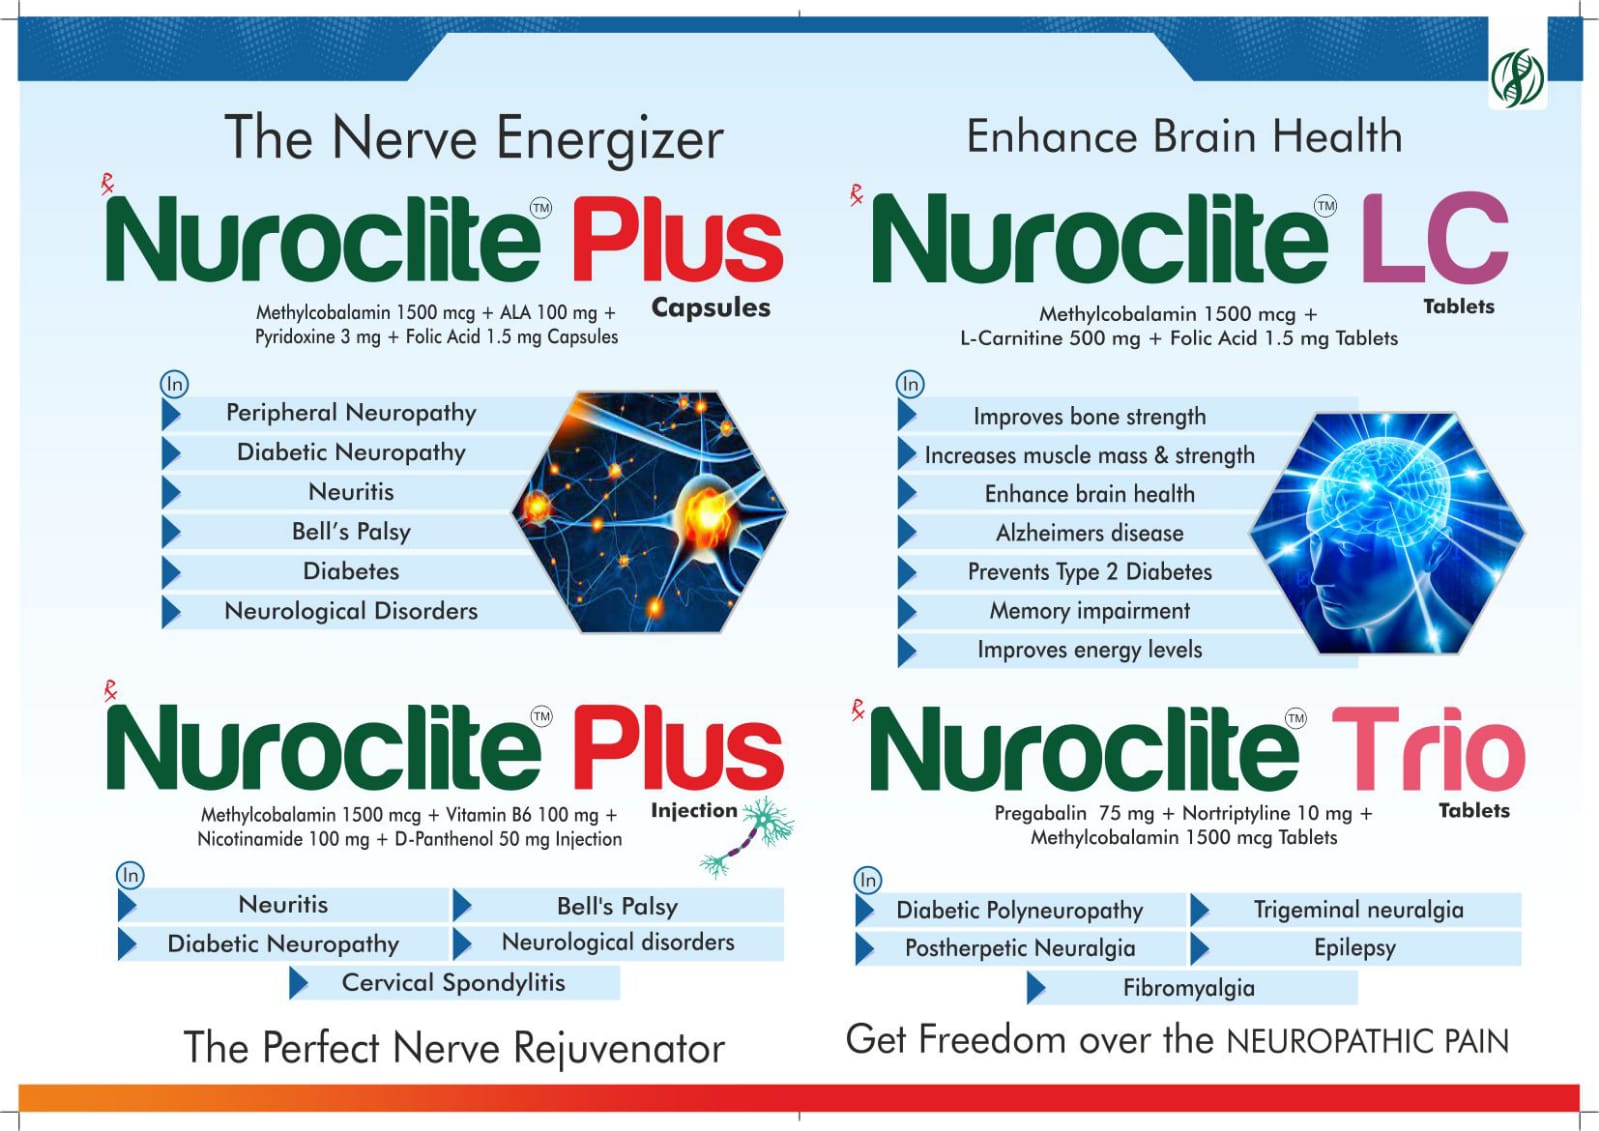 The Nerve Energizer
Rx
Nuroclite™ Plus
Capsules
Methylcobalamin 1500 mcg + ALA 100 mg +
Pyridoxine 3 mg + Folic Acid 1.5 mg Capsules
In
Peripheral Neuropathy
Diabetic Neuropathy
Neuritis
Bell’s Palsy
Diabetes
Neurological Disorders
Rx
Nuroclite™ Plus
Injection
Methylcobalamin 1500 mcg + Vitamin B6 100 mg +
Nicotinamide 100 mg + D-Panthenol 50 mg Injection
In
Neuritis
Bell's Palsy
Diabetic Neuropathy
Neurological disorders
Cervical Spondylitis
The Perfect Nerve Rejuvenator
Enhance Brain Health
Rx
Nuroclite™ LC
Tablets
Methylcobalamin 1500 mcg +
L-Carnitine 500 mg + Folic Acid 1.5 mg Tablets
In
Improves bone strength
Increases muscle mass & strength
Enhance brain health
Alzheimers disease
Prevents Type 2 Diabetes
Memory impairment
Improves energy levels
Rx
Nuroclite™ Trio
Tablets
Pregabalin 75 mg + Nortriptyline 10 mg +
Methylcobalamin 1500 mcg Tablets
In
Diabetic Polyneuropathy
Trigeminal neuralgia
Postherpetic Neuralgia
Epilepsy
Fibromyalgia
Get Freedom over the NEUROPATHIC PAIN